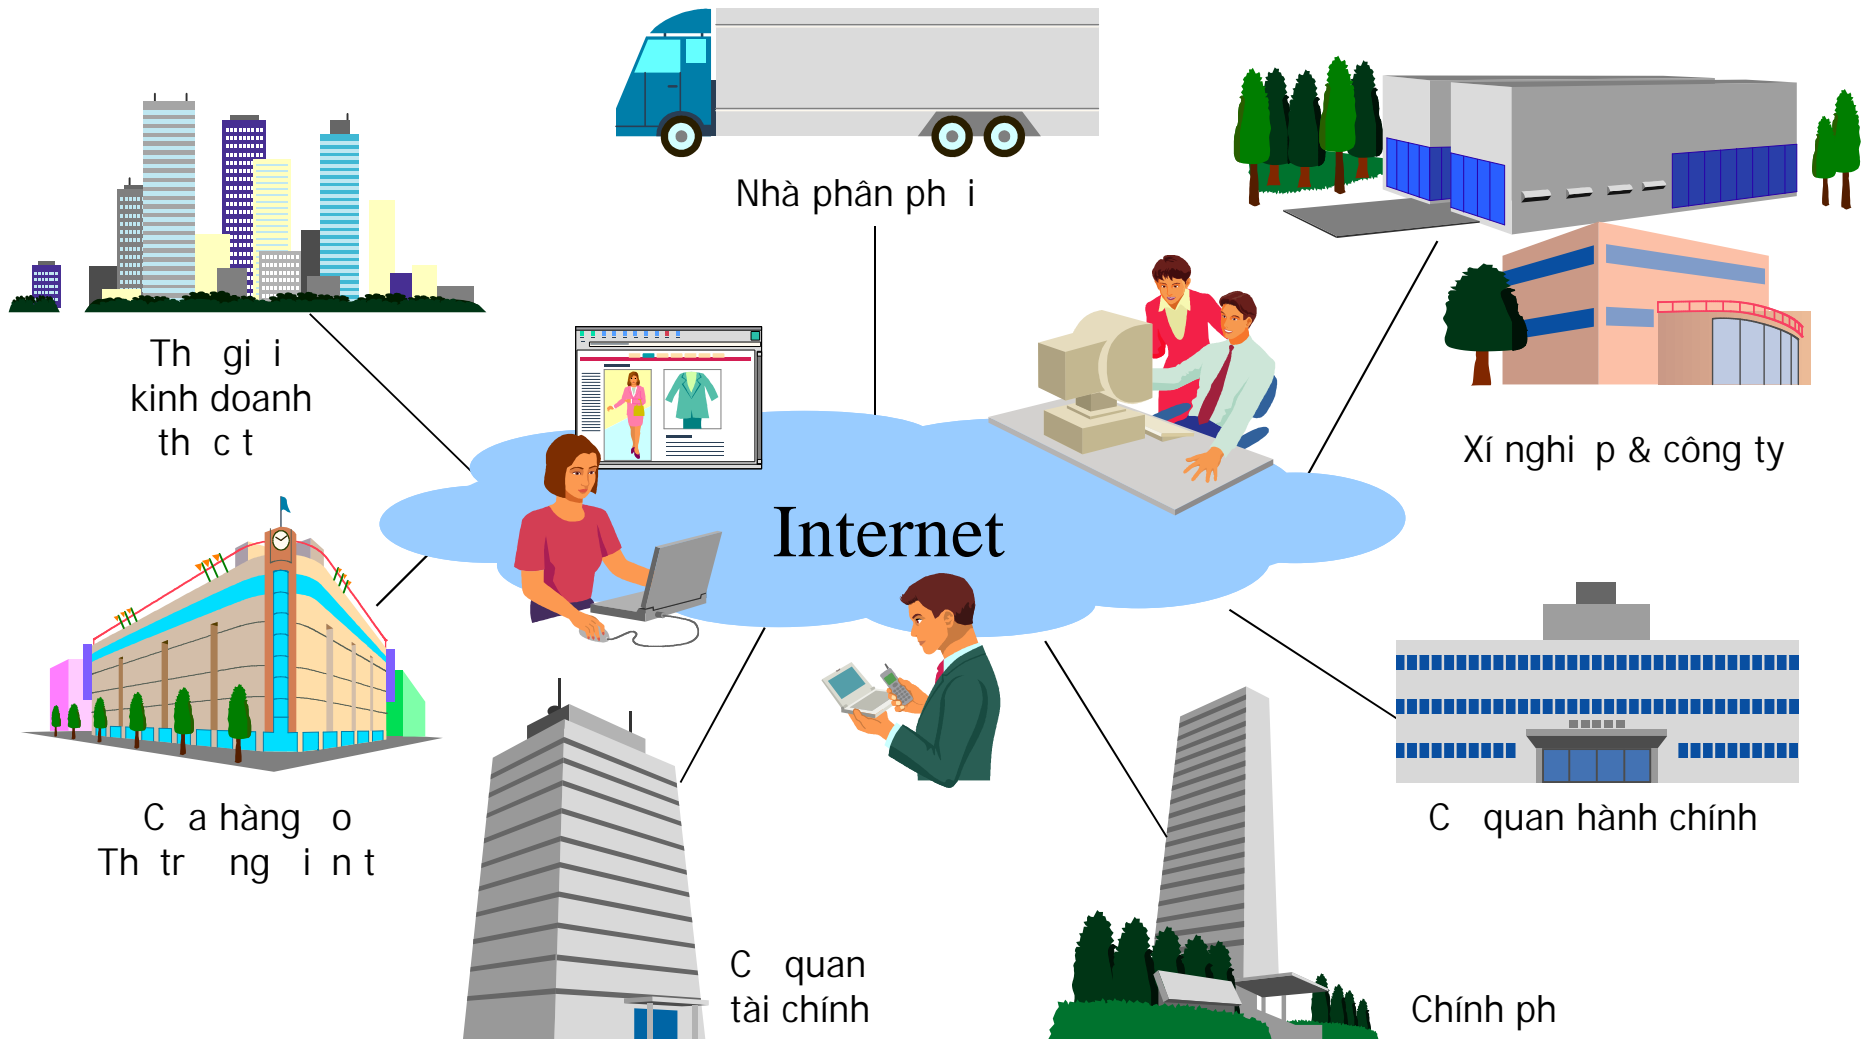 Nhà phân ph i
Th gi i
kinh doanh
th c t
Xí nghi p & công ty
Internet
C a hàng o
Th tr ng i n t
C quan hành chính
C quan
tài chính
Chính ph